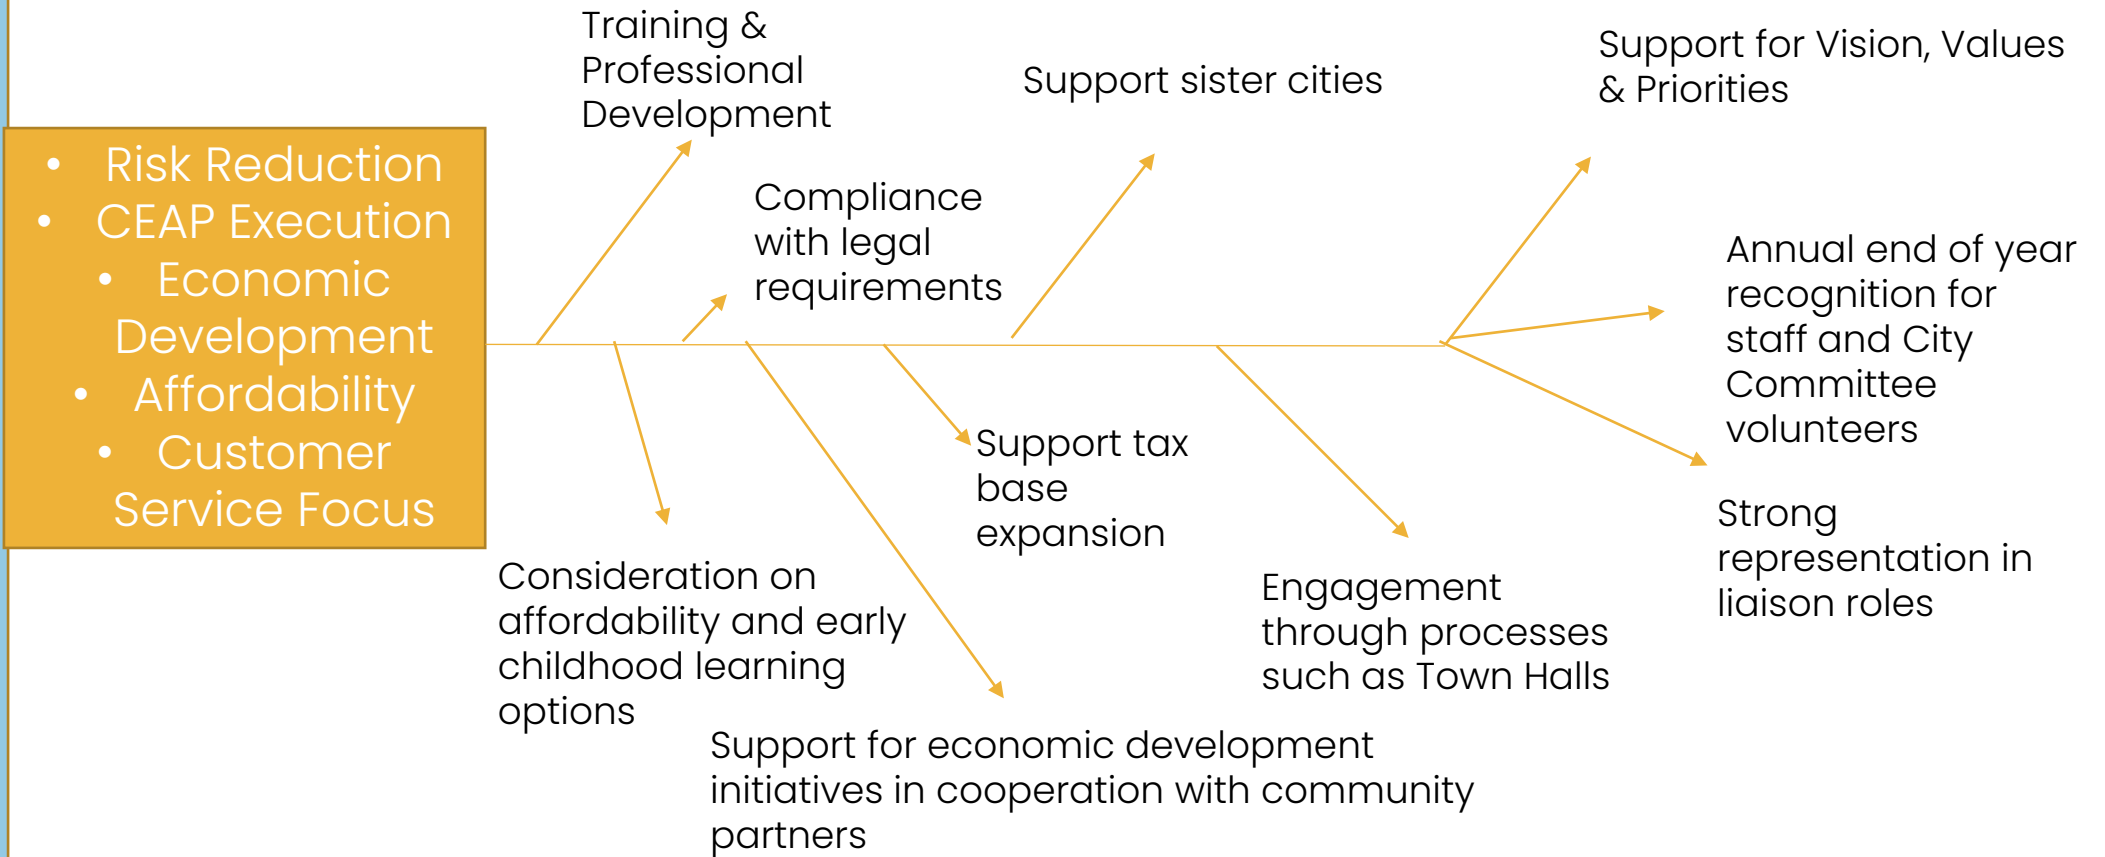 • Risk Reduction
• CEAP Execution
• Economic
Development
• Affordability
• Customer
Service Focus
Training &
Professional
Development
Compliance
with legal
requirements
Support sister cities
Support for Vision, Values
& Priorities
Annual end of year
recognition for
staff and City
Committee
volunteers
Strong
representation in
liaison roles
Consideration on
affordability and early
childhood learning
options
Support for economic development
initiatives in cooperation with community
partners
Support tax
base
expansion
Engagement
through processes
such as Town Halls